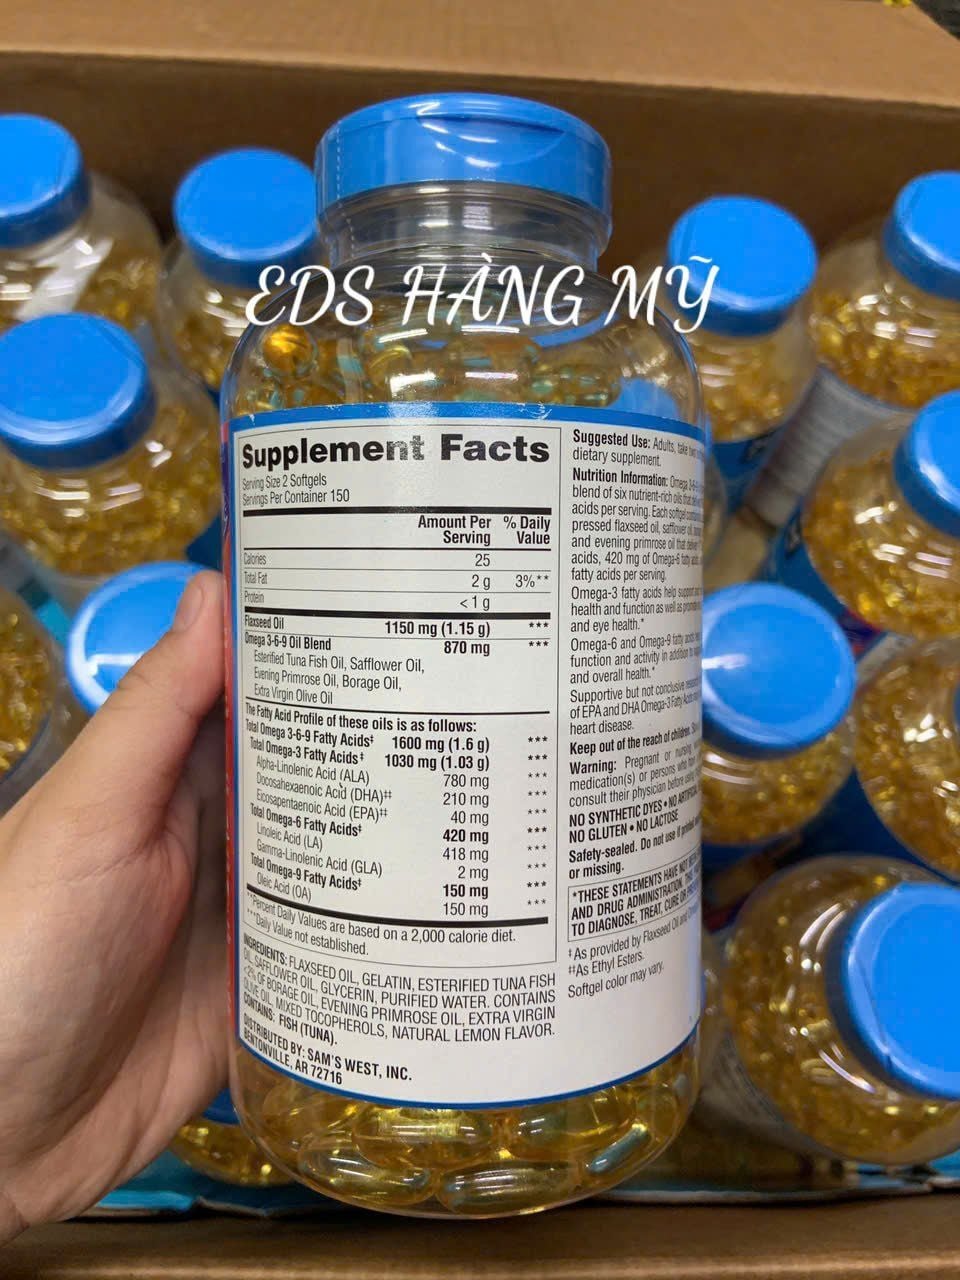 EDS HÀNG MỸ
Supplement Facts
Serving Size 2 Softgels
Servings Per Container 150
Amount Per Serving % Daily Value
Calories 25
Total Fat 2 g 3%**
Protein < 1 g
Flaxseed Oil 1150 mg (1.15 g) ***
Omega 3-6-9 Oil Blend 870 mg ***
Esterified Tuna Fish Oil, Safflower Oil,
Evening Primrose Oil, Borage Oil,
Extra Virgin Olive Oil
The Fatty Acid Profile of these oils is as follows:
Total Omega 3-6-9 Fatty Acids‡ 1600 mg (1.6 g) ***
Total Omega-3 Fatty Acids‡ 1030 mg (1.03 g) ***
Alpha-Linolenic Acid (ALA) 780 mg ***
Docosahexaenoic Acid (DHA)‡‡ 210 mg ***
Eicosapentaenoic Acid (EPA)‡‡ 40 mg ***
Total Omega-6 Fatty Acids‡ 420 mg ***
Linoleic Acid (LA) 418 mg ***
Gamma-Linolenic Acid (GLA) 2 mg ***
Total Omega-9 Fatty Acids‡ 150 mg ***
Oleic Acid (OA) 150 mg ***
**Percent Daily Values are based on a 2,000 calorie diet.
***Daily Value not established.
INGREDIENTS: FLAXSEED OIL, GELATIN, ESTERIFIED TUNA FISH
OIL, SAFFLOWER OIL, GLYCERIN, PURIFIED WATER. CONTAINS
<2% OF BORAGE OIL, EVENING PRIMROSE OIL, EXTRA VIRGIN
OLIVE OIL, MIXED TOCOPHEROLS, NATURAL LEMON FLAVOR.
CONTAINS: FISH (TUNA).
DISTRIBUTED BY: SAM'S WEST, INC.
BENTONVILLE, AR 72716
Suggested Use: Adults, take two
dietary supplement.
Nutrition Information: Omega 3-6-9
blend of six nutrient-rich oils that
acids per serving. Each softgel
pressed flaxseed oil, safflower oil,
and evening primrose oil that deliver
acids, 420 mg of Omega-6 fatty acids
fatty acids per serving.
Omega-3 fatty acids help support
health and function as well as promote
and eye health.*
Omega-6 and Omega-9 fatty acids
function and activity in addition to
and overall health.*
Supportive but not conclusive research
of EPA and DHA Omega-3 Fatty Acids
heart disease.
Keep out of the reach of children.
Warning: Pregnant or nursing
medication(s) or persons who
consult their physician before
NO SYNTHETIC DYES • NO ARTIFICIAL
NO GLUTEN • NO LACTOSE
Safety-sealed. Do not use if printed
or missing.
*THESE STATEMENTS HAVE NOT BEEN
AND DRUG ADMINISTRATION. THIS
TO DIAGNOSE, TREAT, CURE OR
‡As provided by Flaxseed Oil and
‡‡As Ethyl Esters.
Softgel color may vary.